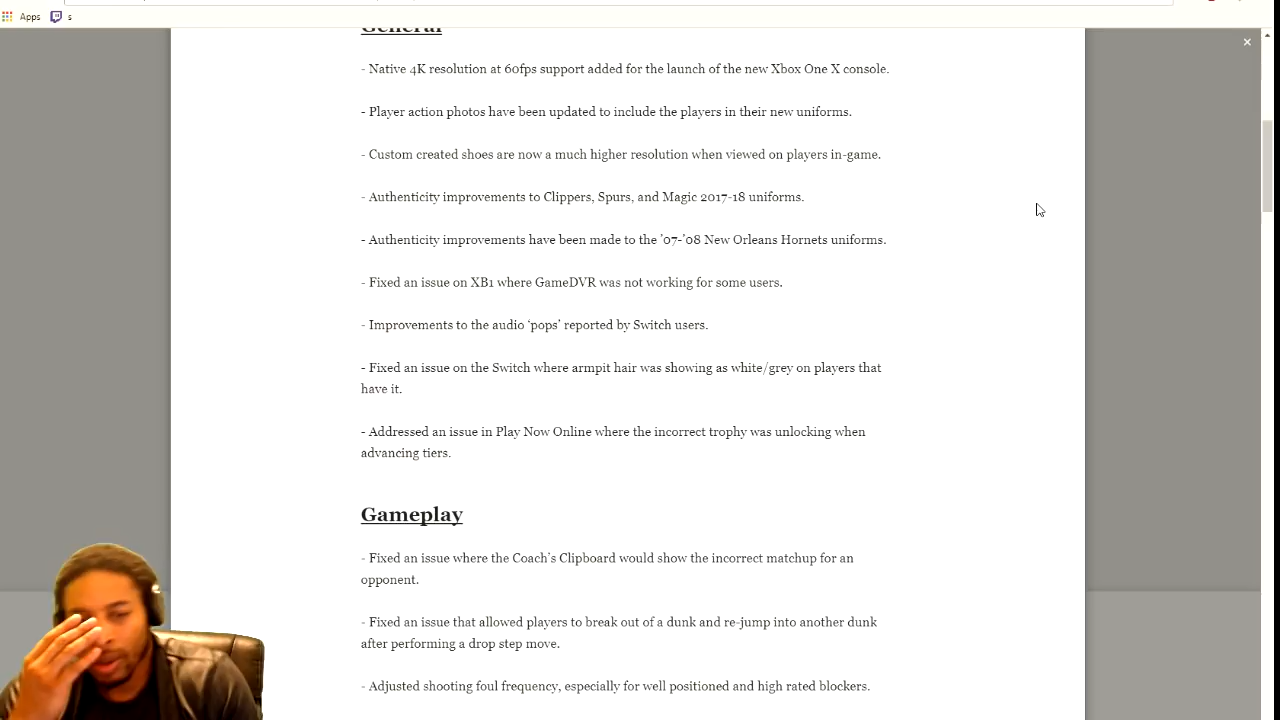 Apps
s
General
- Native 4K resolution at 60fps support added for the launch of the new Xbox One X console.
- Player action photos have been updated to include the players in their new uniforms.
- Custom created shoes are now a much higher resolution when viewed on players in-game.
- Authenticity improvements to Clippers, Spurs, and Magic 2017-18 uniforms.
- Authenticity improvements have been made to the ’07-’08 New Orleans Hornets uniforms.
- Fixed an issue on XB1 where GameDVR was not working for some users.
- Improvements to the audio ‘pops’ reported by Switch users.
- Fixed an issue on the Switch where armpit hair was showing as white/grey on players that
have it.
- Addressed an issue in Play Now Online where the incorrect trophy was unlocking when
advancing tiers.
Gameplay
- Fixed an issue where the Coach’s Clipboard would show the incorrect matchup for an
opponent.
- Fixed an issue that allowed players to break out of a dunk and re-jump into another dunk
after performing a drop step move.
- Adjusted shooting foul frequency, especially for well positioned and high rated blockers.